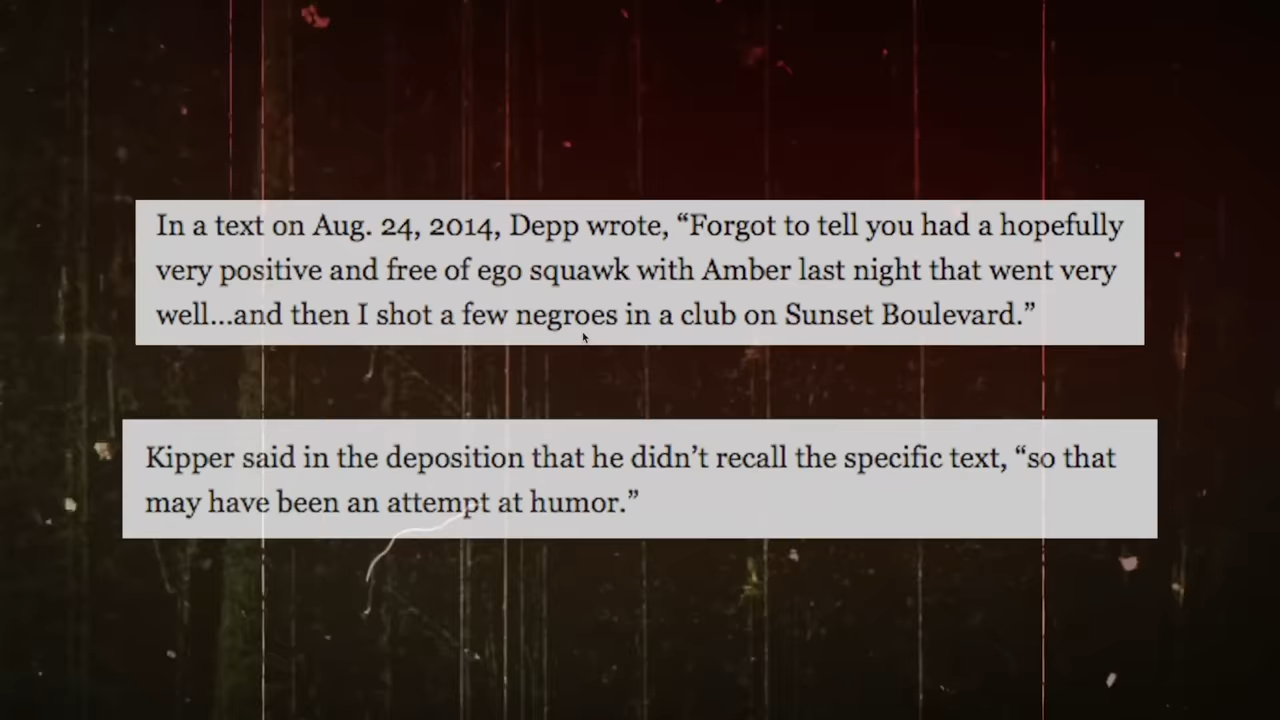 In a text on Aug. 24, 2014, Depp wrote, “Forgot to tell you had a hopefully
very positive and free of ego squawk with Amber last night that went very
well...and then I shot a few negroes in a club on Sunset Boulevard.”
Kipper said in the deposition that he didn’t recall the specific text, “so that
may have been an attempt at humor.”